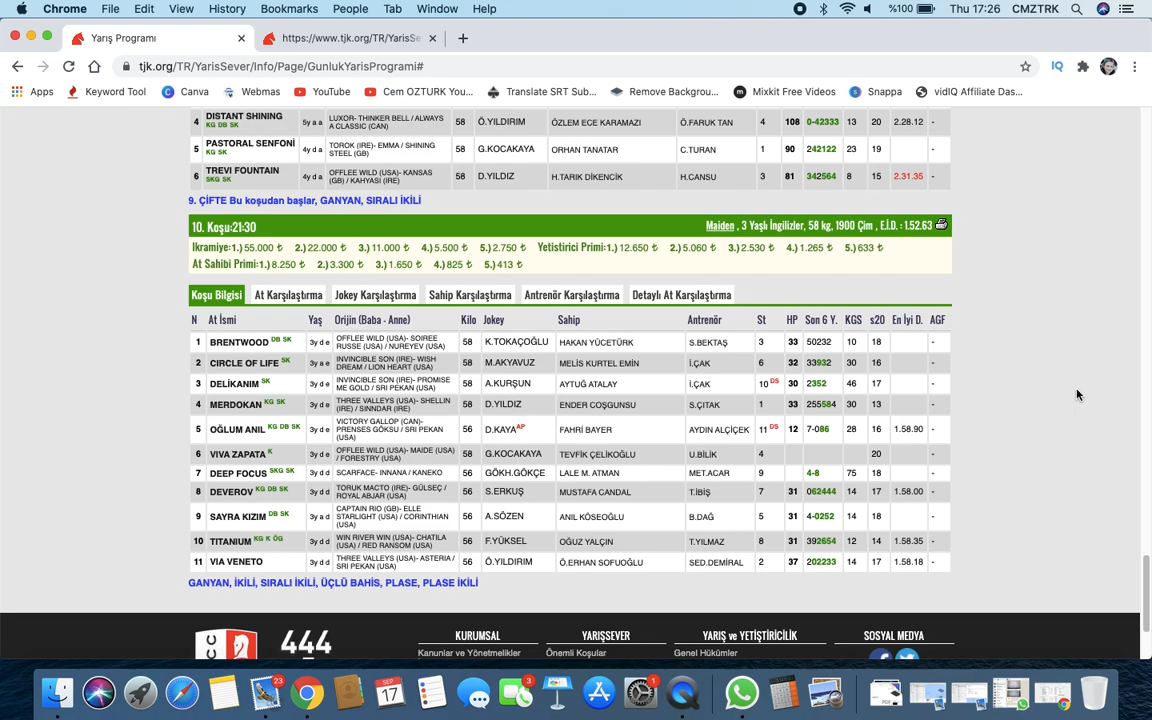 Chrome File Edit View History Bookmarks People Tab Window Help %100 Thu 17:26 CMZTRK
Yarış Programı https://www.tjk.org/TR/YarisSe
tjk.org/TR/YarisSever/Info/Page/GunlukYarisProgrami# IQ
Apps Keyword Tool Canva Webmas YouTube Cem OZTURK You... Translate SRT Sub... Remove Backgrou... Mixkit Free Videos Snappa vidIQ Affiliate Das...
4 DISTANT SHINING KG DB SK 5y a a LUXOR- THINKER BELL / ALWAYS A CLASSIC (CAN) 58 Ö.YILDIRIM ÖZLEM ECE KARAMAZI Ö.FARUK TAN 4 108 0-42333 13 20 2.28.12 -
5 PASTORAL SENFONİ KG SK 4y d a TOROK (IRE)- EMMA / SHINING STEEL (GB) 58 G.KOCAKAYA ORHAN TANATAR C.TURAN 1 90 242122 23 19 -
6 TREVI FOUNTAIN SKG SK 4y d a OFFLEE WILD (USA)- KANSAS (GB) / KAHYASI (IRE) 58 D.YILDIZ H.TARIK DİKENCİK H.CANSU 3 81 342564 8 15 2.31.35 -
9. ÇİFTE Bu koşudan başlar, GANYAN, SIRALI İKİLİ
10. Koşu:21:30 Maiden , 3 Yaşlı İngilizler, 58 kg, 1900 Çim , E.İ.D. : 1.52.63
Ikramiye:1.) 55.000 ₺ 2.) 22.000 ₺ 3.) 11.000 ₺ 4.) 5.500 ₺ 5.) 2.750 ₺ Yetistirici Primi:1.) 12.650 ₺ 2.) 5.060 ₺ 3.) 2.530 ₺ 4.) 1.265 ₺ 5.) 633 ₺
At Sahibi Primi:1.) 8.250 ₺ 2.) 3.300 ₺ 3.) 1.650 ₺ 4.) 825 ₺ 5.) 413 ₺
Koşu Bilgisi At Karşılaştırma Jokey Karşılaştırma Sahip Karşılaştırma Antrenör Karşılaştırma Detaylı At Karşılaştırma
N At İsmi Yaş Orijin (Baba - Anne) Kilo Jokey Sahip Antrenör St HP Son 6 Y. KGS s20 En İyi D. AGF
1 BRENTWOOD DB SK 3y d e OFFLEE WILD (USA)- SOIREE RUSSE (USA) / NUREYEV (USA) 58 K.TOKAÇOĞLU HAKAN YÜCETÜRK S.BEKTAŞ 3 33 50232 10 18 -
2 CIRCLE OF LIFE SK 3y a e INVINCIBLE SON (IRE)- WISH DREAM / LION HEART (USA) 58 M.AKYAVUZ MELİS KURTEL EMİN İ.ÇAK 6 32 33932 30 16 -
3 DELİKANIM SK 3y d e INVINCIBLE SON (IRE)- PROMISE ME GOLD / SRI PEKAN (USA) 58 A.KURŞUN AYTUĞ ATALAY İ.ÇAK 10 DS 30 2352 46 17 -
4 MERDOKAN KG SK 3y d e THREE VALLEYS (USA)- SHELLIN (IRE) / SINNDAR (IRE) 58 D.YILDIZ ENDER COŞGUNSU S.ÇITAK 1 33 255584 30 13 -
5 OĞLUM ANIL KG DB SK 3y d e VICTORY GALLOP (CAN)- PRENSES GÖKSU / SRI PEKAN (USA) 56 D.KAYA AP FAHRİ BAYER AYDIN ALÇİÇEK 11 DS 12 7-086 28 16 1.58.90 -
6 VIVA ZAPATA K 3y d e OFFLEE WILD (USA)- MAIDE (USA) / FORESTRY (USA) 58 G.KOCAKAYA TEVFİK ÇELİKOĞLU U.BİLİK 4 20 -
7 DEEP FOCUS SKG SK 3y d d SCARFACE- INNANA / KANEKO 56 GÖKH.GÖKÇE LALE M. ATMAN MET.ACAR 9 4-8 75 18 -
8 DEVEROV KG DB SK 3y d d TORUK MACTO (IRE)- GÜLSEÇ / ROYAL ABJAR (USA) 56 S.ERKUŞ MUSTAFA CANDAL T.İBİŞ 7 31 062444 14 17 1.58.00 -
9 SAYRA KIZIM DB SK 3y a d CAPTAIN RIO (GB)- ELLE STARLIGHT (USA) / CORINTHIAN (USA) 56 A.SÖZEN ANIL KÖSEOĞLU B.DAĞ 5 31 4-0252 14 18 -
10 TITANIUM KG K ÖG 3y d d WIN RIVER WIN (USA)- CHATILA (USA) / RED RANSOM (USA) 56 F.YÜKSEL OĞUZ YALÇIN T.YILMAZ 8 31 392654 12 14 1.58.35 -
11 VIA VENETO 3y d d THREE VALLEYS (USA)- ASTERIA / SRI PEKAN (USA) 56 Ö.YILDIRIM Ö.ERHAN SOFUOĞLU SED.DEMİRAL 2 37 202233 14 17 1.58.18 -
GANYAN, İKİLİ, SIRALI İKİLİ, ÜÇLÜ BAHİS, PLASE, PLASE İKİLİ
444 KURUMSAL YARIŞSEVER YARIŞ ve YETİŞTİRİCİLİK SOSYAL MEDYA
Kanunlar ve Yönetmelikler Önemli Koşular Genel Hükümler
23 SEP 17 3 1